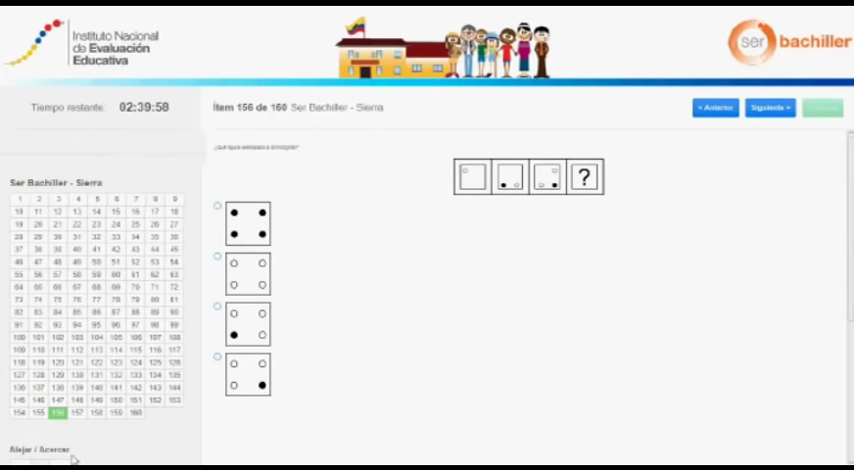 Instituto Nacional
de Evaluación
Educativa
ser bachiller
Tiempo restante: 02:39:58
Ítem 156 de 160 Ser Bachiller - Sierra
« Anterior
Siguiente »
?
Ser Bachiller - Sierra
1 2 3 4 5 6 7 8 9
10 11 12 13 14 15 16 17 18
19 20 21 22 23 24 25 26 27
28 29 30 31 32 33 34 35 36
37 38 39 40 41 42 43 44 45
46 47 48 49 50 51 52 53 54
55 56 57 58 59 60 61 62 63
64 65 66 67 68 69 70 71 72
73 74 75 76 77 78 79 80 81
82 83 84 85 86 87 88 89 90
91 92 93 94 95 96 97 98 99
100 101 102 103 104 105 106 107 108
109 110 111 112 113 114 115 116 117
118 119 120 121 122 123 124 125 126
127 128 129 130 131 132 133 134 135
136 137 138 139 140 141 142 143 144
145 146 147 148 149 150 151 152 153
154 155 156 157 158 159 160
Alejar / Acercar